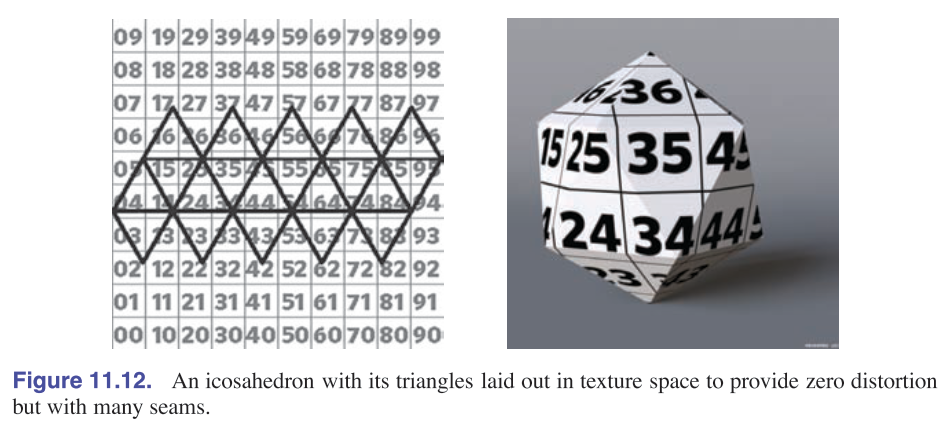 09 19 29 39 49 59 69 79 89 99
08 18 28 38 48 58 68 78 88 98
07 17 27 37 47 57 67 77 87 97
06 16 26 36 46 56 66 76 86 96
05 15 25 35 45 55 65 75 85 95
04 14 24 34 44 54 64 74 84 94
03 13 23 33 43 53 63 73 83 93
02 12 22 32 42 52 62 72 82 92
01 11 21 31 41 51 61 71 81 91
00 10 20 30 40 50 60 70 80 90
36
15 25 35 45
24 34 44
Figure 11.12. An icosahedron with its triangles laid out in texture space to provide zero distortion
but with many seams.